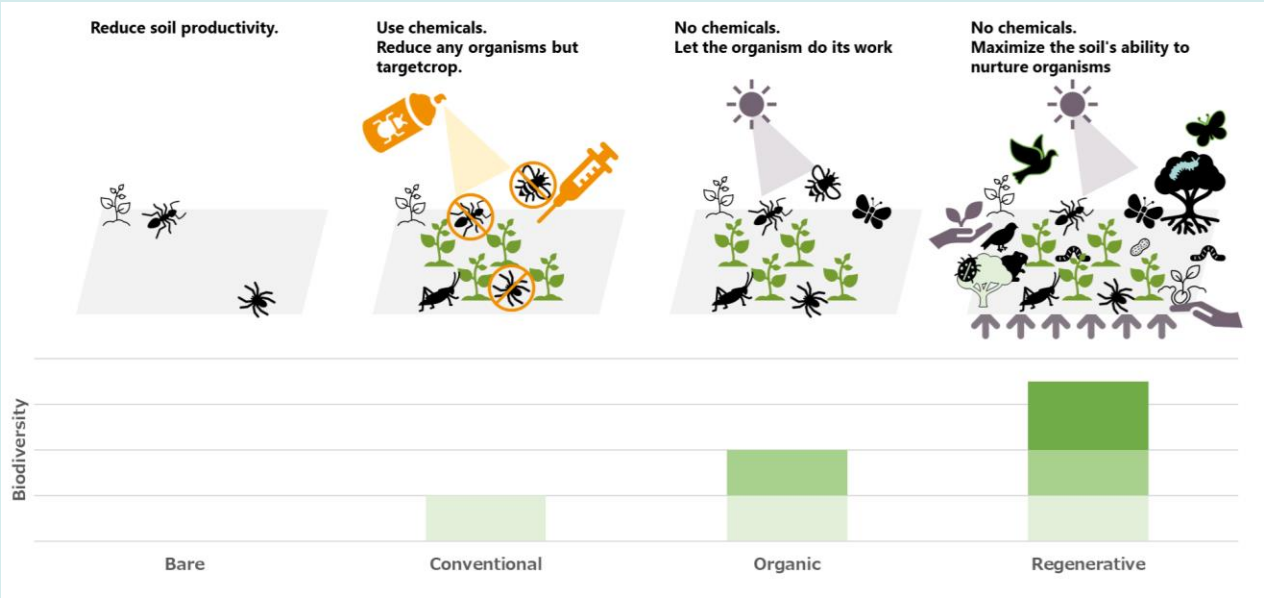 Reduce soil productivity.
Use chemicals.
Reduce any organisms but
targetcrop.
No chemicals.
Let the organism do its work
No chemicals.
Maximize the soil's ability to
nurture organisms
Biodiversity
Bare
Conventional
Organic
Regenerative